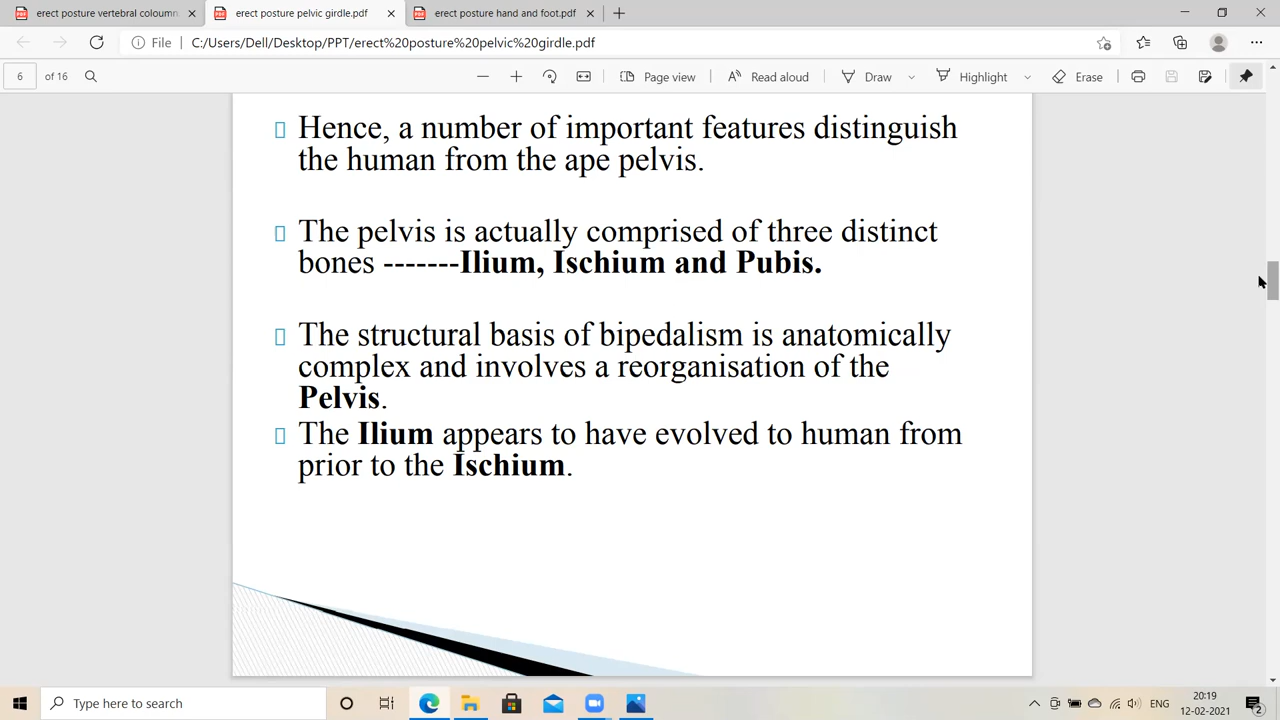 erect posture vertebral coloumn
erect posture pelvic girdle.pdf
erect posture hand and foot.pdf
File C:/Users/Dell/Desktop/PPT/erect%20posture%20pelvic%20girdle.pdf
6 of 16
Page view
Read aloud
Draw
Highlight
Erase
Hence, a number of important features distinguish
the human from the ape pelvis.
The pelvis is actually comprised of three distinct
bones -------Ilium, Ischium and Pubis.
The structural basis of bipedalism is anatomically
complex and involves a reorganisation of the
Pelvis.
The Ilium appears to have evolved to human from
prior to the Ischium.
Type here to search
ENG
20:19
12-02-2021
2